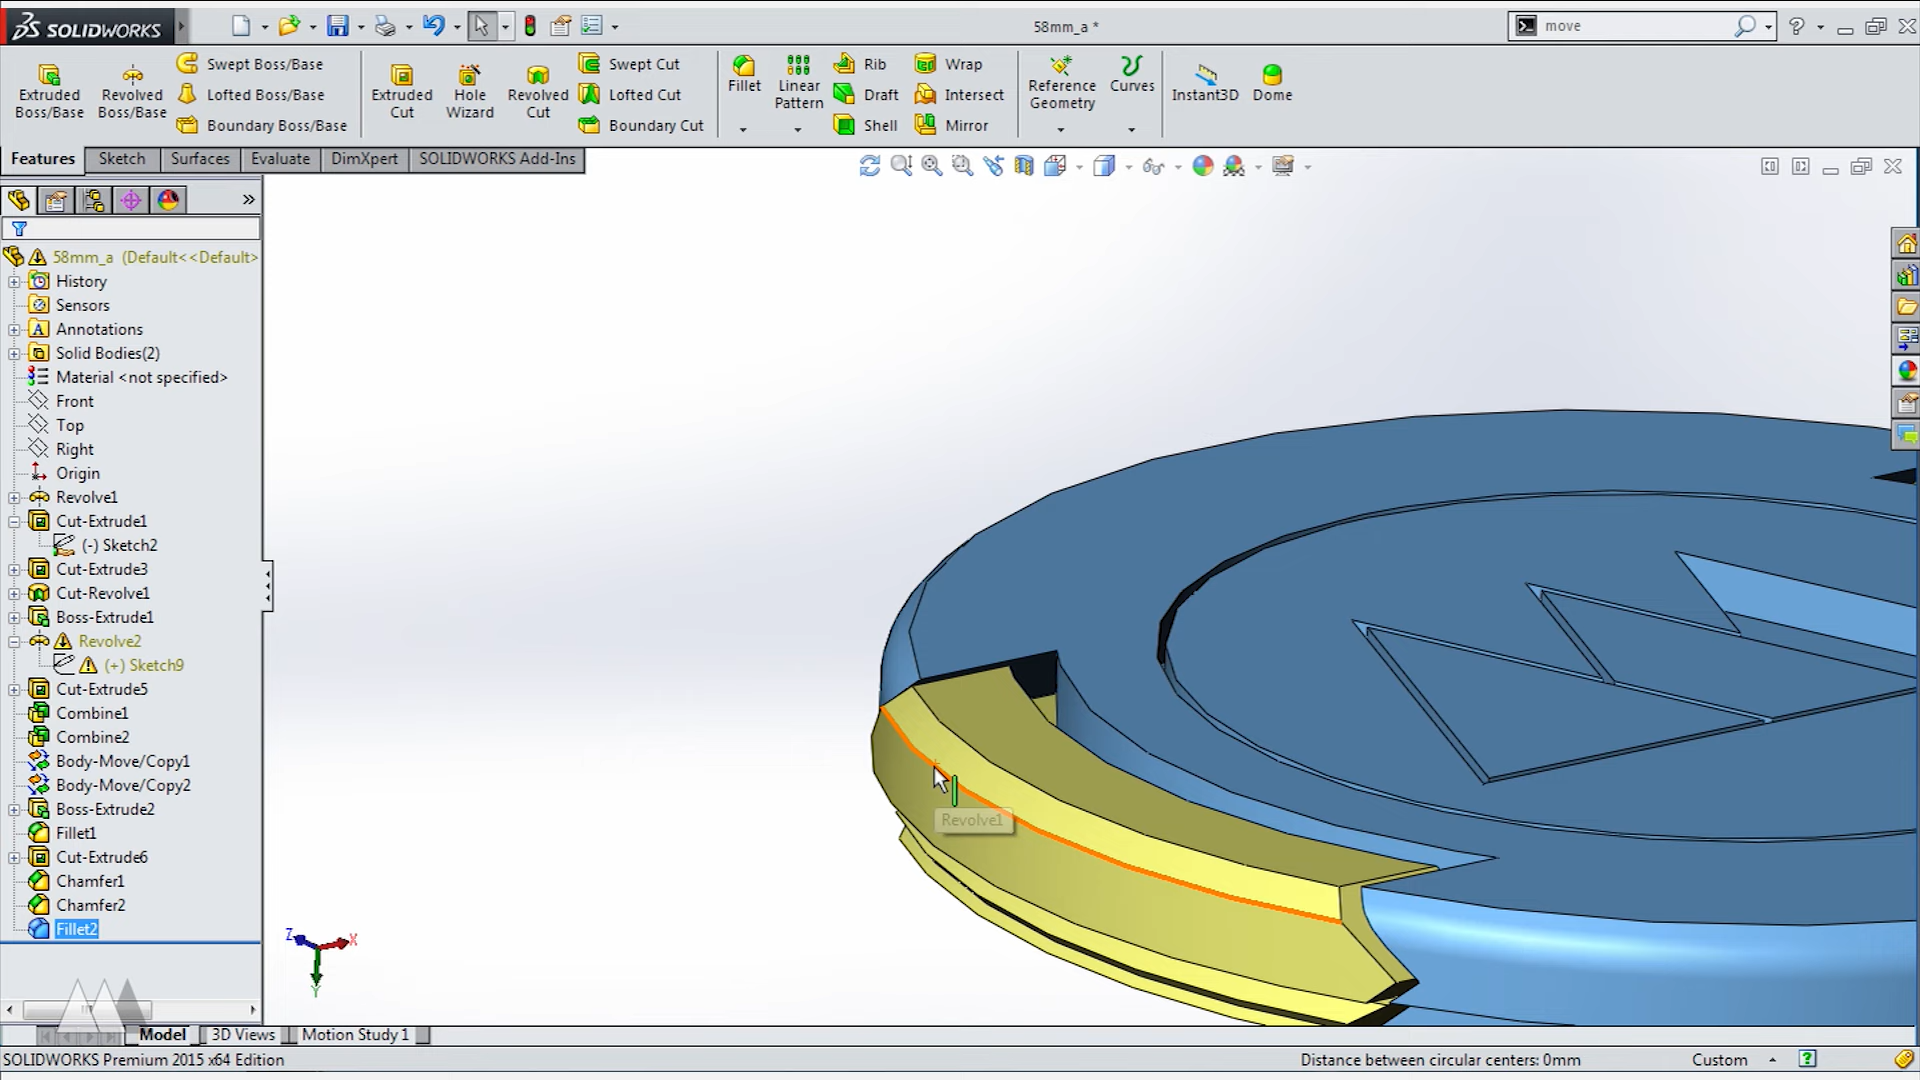 SOLIDWORKS
58mm_a *
move
Extruded Boss/Base
Revolved Boss/Base
Swept Boss/Base
Lofted Boss/Base
Boundary Boss/Base
Extruded Cut
Hole Wizard
Revolved Cut
Swept Cut
Lofted Cut
Boundary Cut
Fillet
Linear Pattern
Rib
Draft
Shell
Wrap
Intersect
Mirror
Reference Geometry
Curves
Instant3D
Dome
Features
Sketch
Surfaces
Evaluate
DimXpert
SOLIDWORKS Add-Ins
58mm_a (Default<<Default>
History
Sensors
Annotations
Solid Bodies(2)
Material <not specified>
Front
Top
Right
Origin
Revolve1
Cut-Extrude1
(-) Sketch2
Cut-Extrude3
Cut-Revolve1
Boss-Extrude1
Revolve2
(+) Sketch9
Cut-Extrude5
Combine1
Combine2
Body-Move/Copy1
Body-Move/Copy2
Boss-Extrude2
Fillet1
Cut-Extrude6
Chamfer1
Chamfer2
Fillet2
Revolve1
Z
X
Y
Model
3D Views
Motion Study 1
SOLIDWORKS Premium 2015 x64 Edition
Distance between circular centers: 0mm
Custom